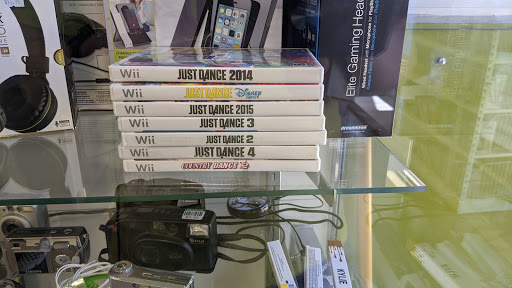 Wii JUST DANCE 2014
Wii JUST DANCE Disney
Wii JUST DANCE 2015
Wii JUST DANCE 3
Wii JUST DANCE 2
Wii JUST DANCE 4
Wii COUNTRY DANCE 2
Elite Gaming Head
KYLE